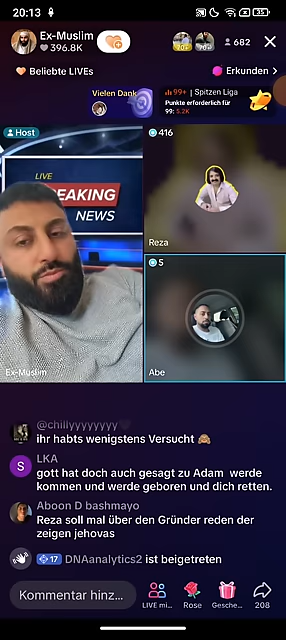 20:13
35
Ex-Muslim
396.8K
682
Beliebte LIVEs
Erkunden
Vielen Dank
99+ | Spitzen Liga
Punkte erforderlich für
99: 5.2K
Host
LIVE
BREAKING
NEWS
Ex-Muslim
416
Reza
5
Abe
@chillyyyyyyyy
ihr habts wenigstens Versucht 🙈
S
LKA
gott hat doch auch gesagt zu Adam werde
kommen und werde geboren und dich retten.
Aboon D bashmayo
Reza soll mal über den Gründer reden der
zeigen jehovas
17 DNAanalytics2 ist beigetreten
Kommentar hinz...
LIVE mi...
Rose
Gesche...
208